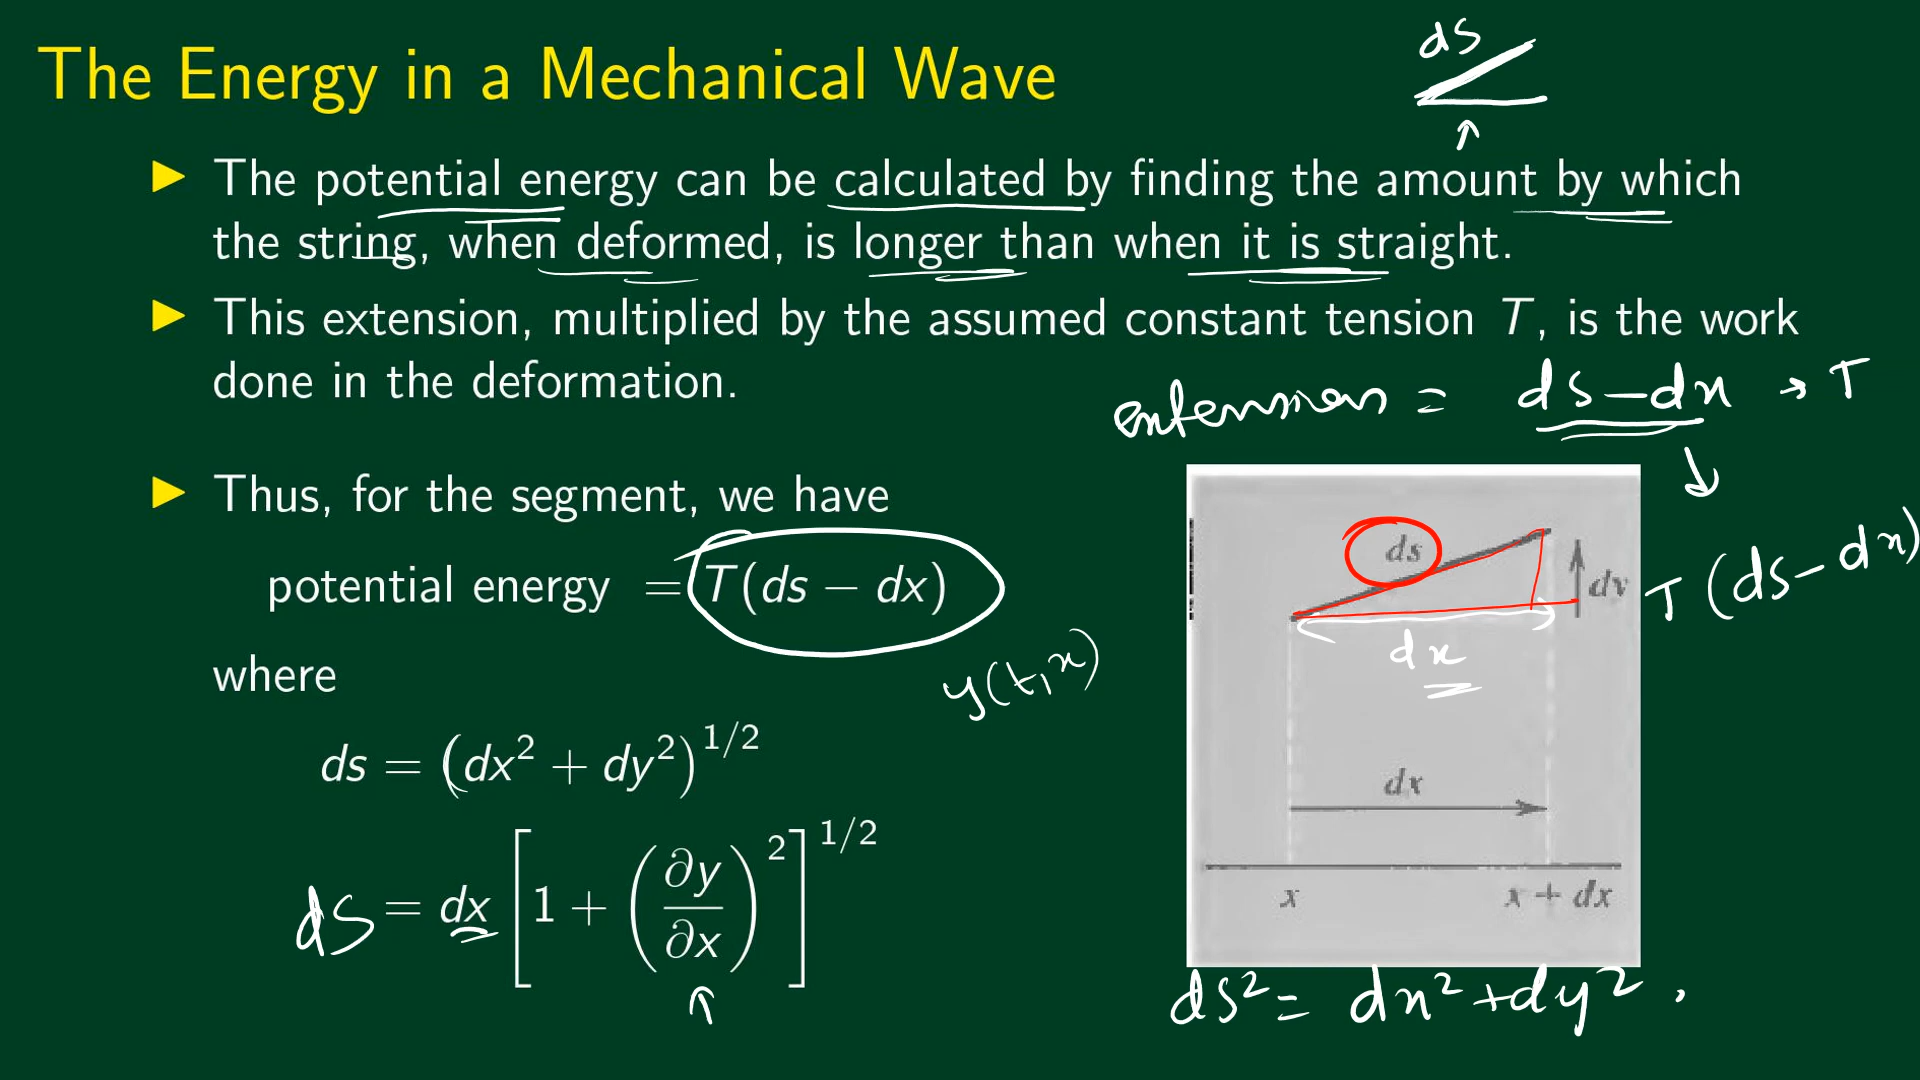 The Energy in a Mechanical Wave
ds
↑
▶ The potential energy can be calculated by finding the amount by which
the string, when deformed, is longer than when it is straight.
▶ This extension, multiplied by the assumed constant tension T, is the work
done in the deformation.
extension = ds − dx → T
↓
T (ds − dx)
▶ Thus, for the segment, we have
potential energy = T(ds − dx)
y(t,x)
where
ds = (dx² + dy²)^1/2
ds = dx [1 + (∂y/∂x)²]^1/2
↑
ds
dy
dx
dx
x x + dx
ds² = dx² + dy².